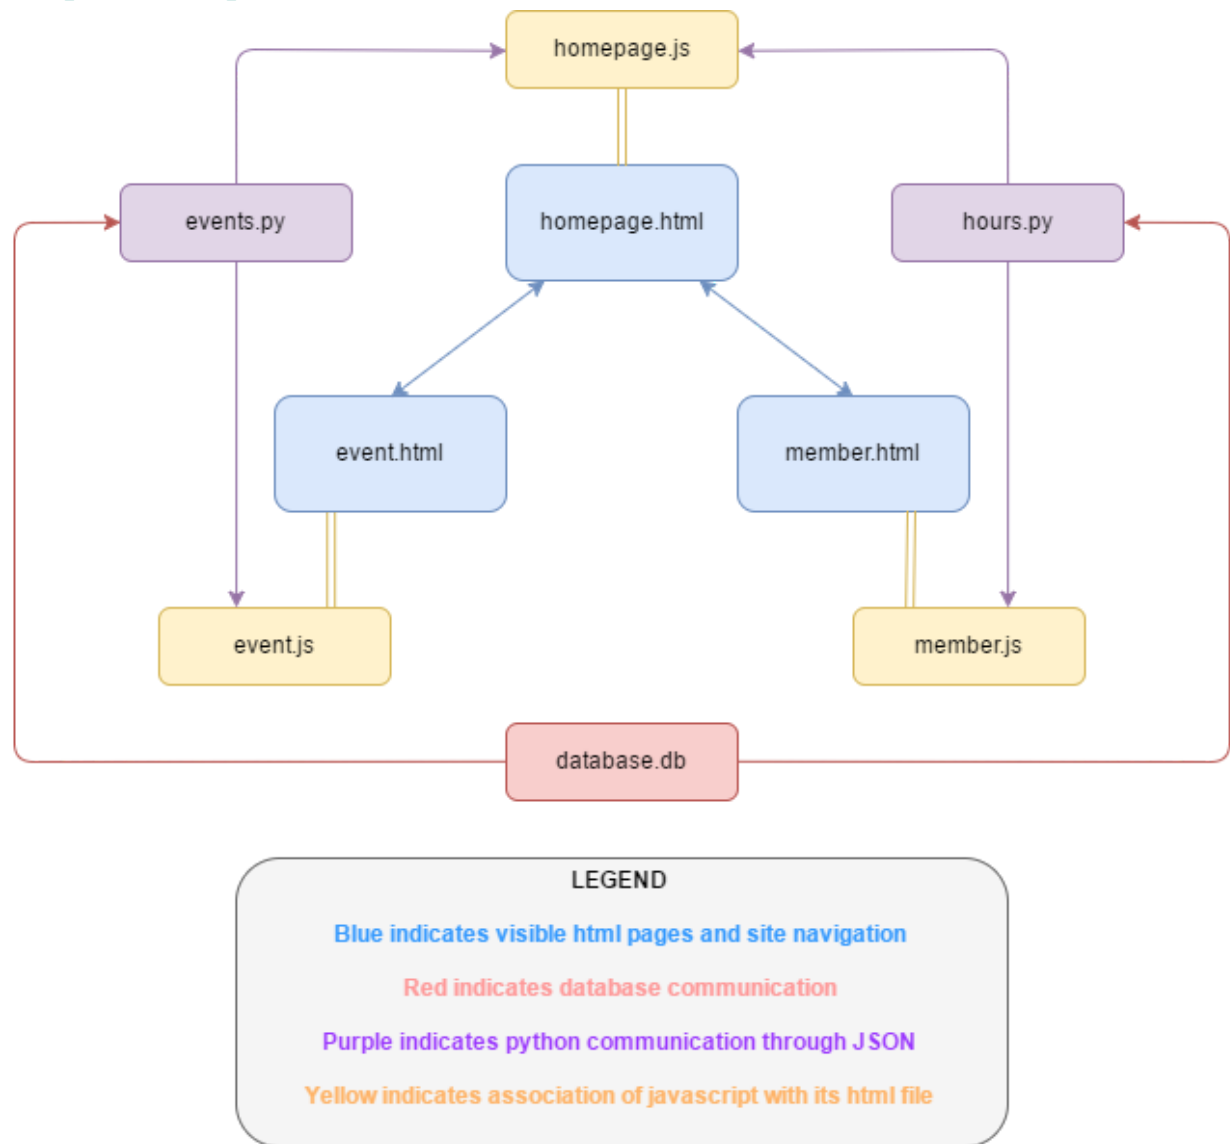 homepage.js
events.py
homepage.html
hours.py
event.html
member.html
event.js
member.js
database.db
LEGEND
Blue indicates visible html pages and site navigation
Red indicates database communication
Purple indicates python communication through JSON
Yellow indicates association of javascript with its html file